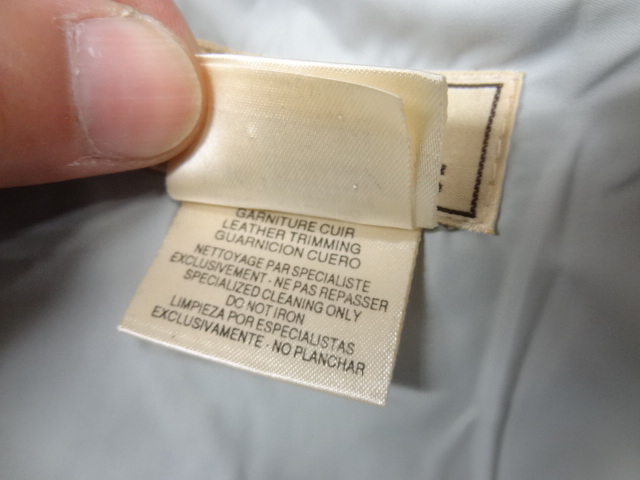 GARNITURE CUIR
LEATHER TRIMMING
GUARNICION CUERO
NETTOYAGE PAR SPECIALISTE
EXCLUSIVEMENT - NE PAS REPASSER
SPECIALIZED CLEANING ONLY
DO NOT IRON
LIMPIEZA POR ESPECIALISTAS
EXCLUSIVAMENTE - NO PLANCHAR